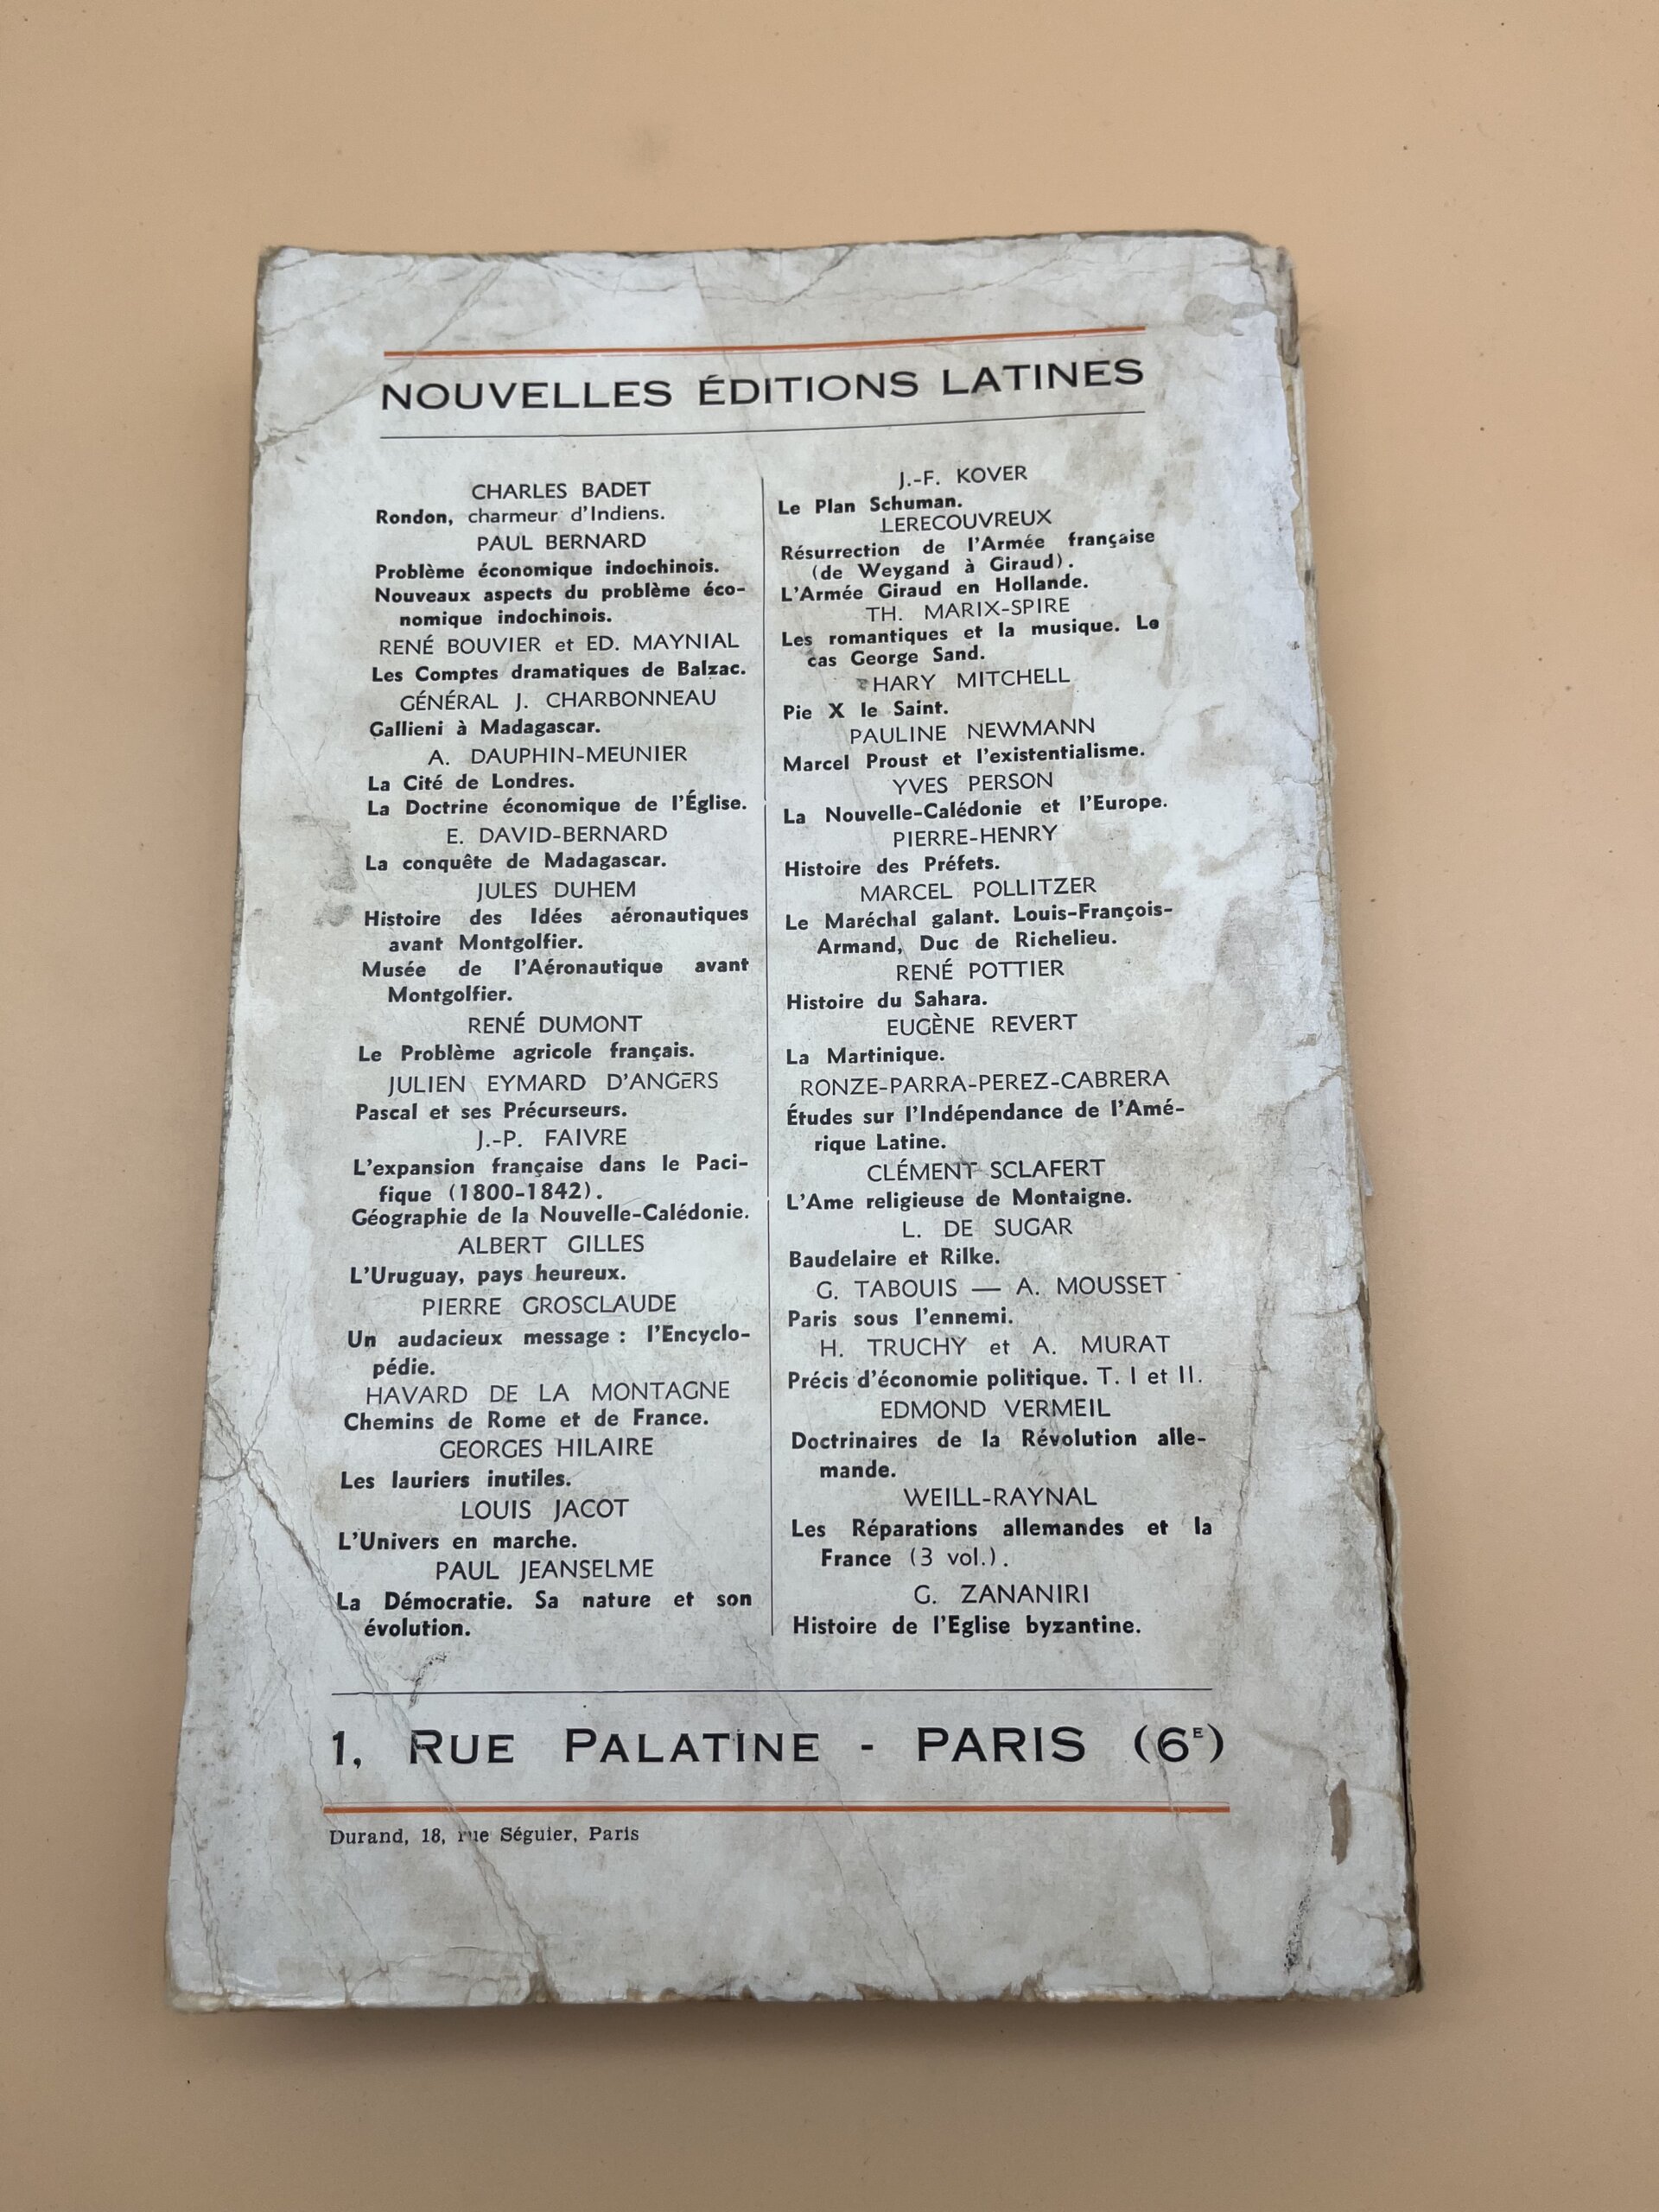 NOUVELLES ÉDITIONS LATINES
CHARLES BADET
Rondon, charmeur d'Indiens.
PAUL BERNARD
Problème économique indochinois.
Nouveaux aspects du problème éco-
nomique indochinois.
RENÉ BOUVIER et ED. MAYNIAL
Les Comptes dramatiques de Balzac.
GÉNÉRAL J. CHARBONNEAU
Gallieni à Madagascar.
A. DAUPHIN-MEUNIER
La Cité de Londres.
La Doctrine économique de l'Église.
E. DAVID-BERNARD
La conquête de Madagascar.
JULES DUHEM
Histoire des Idées aéronautiques
avant Montgolfier.
Musée de l'Aéronautique avant
Montgolfier.
RENÉ DUMONT
Le Problème agricole français.
JULIEN EYMARD D'ANGERS
Pascal et ses Précurseurs.
J.-P. FAIVRE
L'expansion française dans le Paci-
fique (1800-1842).
Géographie de la Nouvelle-Calédonie.
ALBERT GILLES
L'Uruguay, pays heureux.
PIERRE GROSCLAUDE
Un audacieux message : l'Encyclo-
pédie.
HAVARD DE LA MONTAGNE
Chemins de Rome et de France.
GEORGES HILAIRE
Les lauriers inutiles.
LOUIS JACOT
L'Univers en marche.
PAUL JEANSELME
La Démocratie. Sa nature et son
évolution.
J.-F. KOVER
Le Plan Schuman.
LERECOUVREUX
Résurrection de l'Armée française
(de Weygand à Giraud).
L'Armée Giraud en Hollande.
TH. MARIX-SPIRE
Les romantiques et la musique. Le
cas George Sand.
HARY MITCHELL
Pie X le Saint.
PAULINE NEWMANN
Marcel Proust et l'existentialisme.
YVES PERSON
La Nouvelle-Calédonie et l'Europe.
PIERRE-HENRY
Histoire des Préfets.
MARCEL POLLITZER
Le Maréchal galant. Louis-François-
Armand, Duc de Richelieu.
RENÉ POTTIER
Histoire du Sahara.
EUGÈNE REVERT
La Martinique.
RONZE-PARRA-PEREZ-CABRERA
Études sur l'Indépendance de l'Amé-
rique Latine.
CLÉMENT SCLAFERT
L'Ame religieuse de Montaigne.
L. DE SUGAR
Baudelaire et Rilke.
G. TABOUIS — A. MOUSSET
Paris sous l'ennemi.
H. TRUCHY et A. MURAT
Précis d'économie politique. T. I et II.
EDMOND VERMEIL
Doctrinaires de la Révolution alle-
mande.
WEILL-RAYNAL
Les Réparations allemandes et la
France (3 vol.).
G. ZANANIRI
Histoire de l'Eglise byzantine.
1, RUE PALATINE - PARIS (6E)
Durand, 18, rue Séguier, Paris